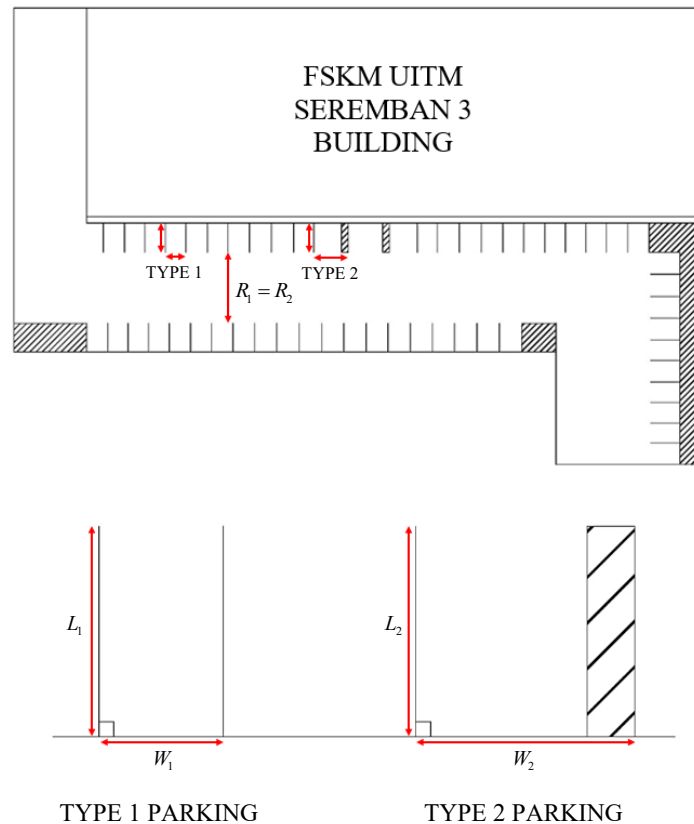 FSKM UITM
SEREMBAN 3
BUILDING
TYPE 1
TYPE 2
R₁ = R₂
L₁
L₂
W₁
W₂
TYPE 1 PARKING
TYPE 2 PARKING